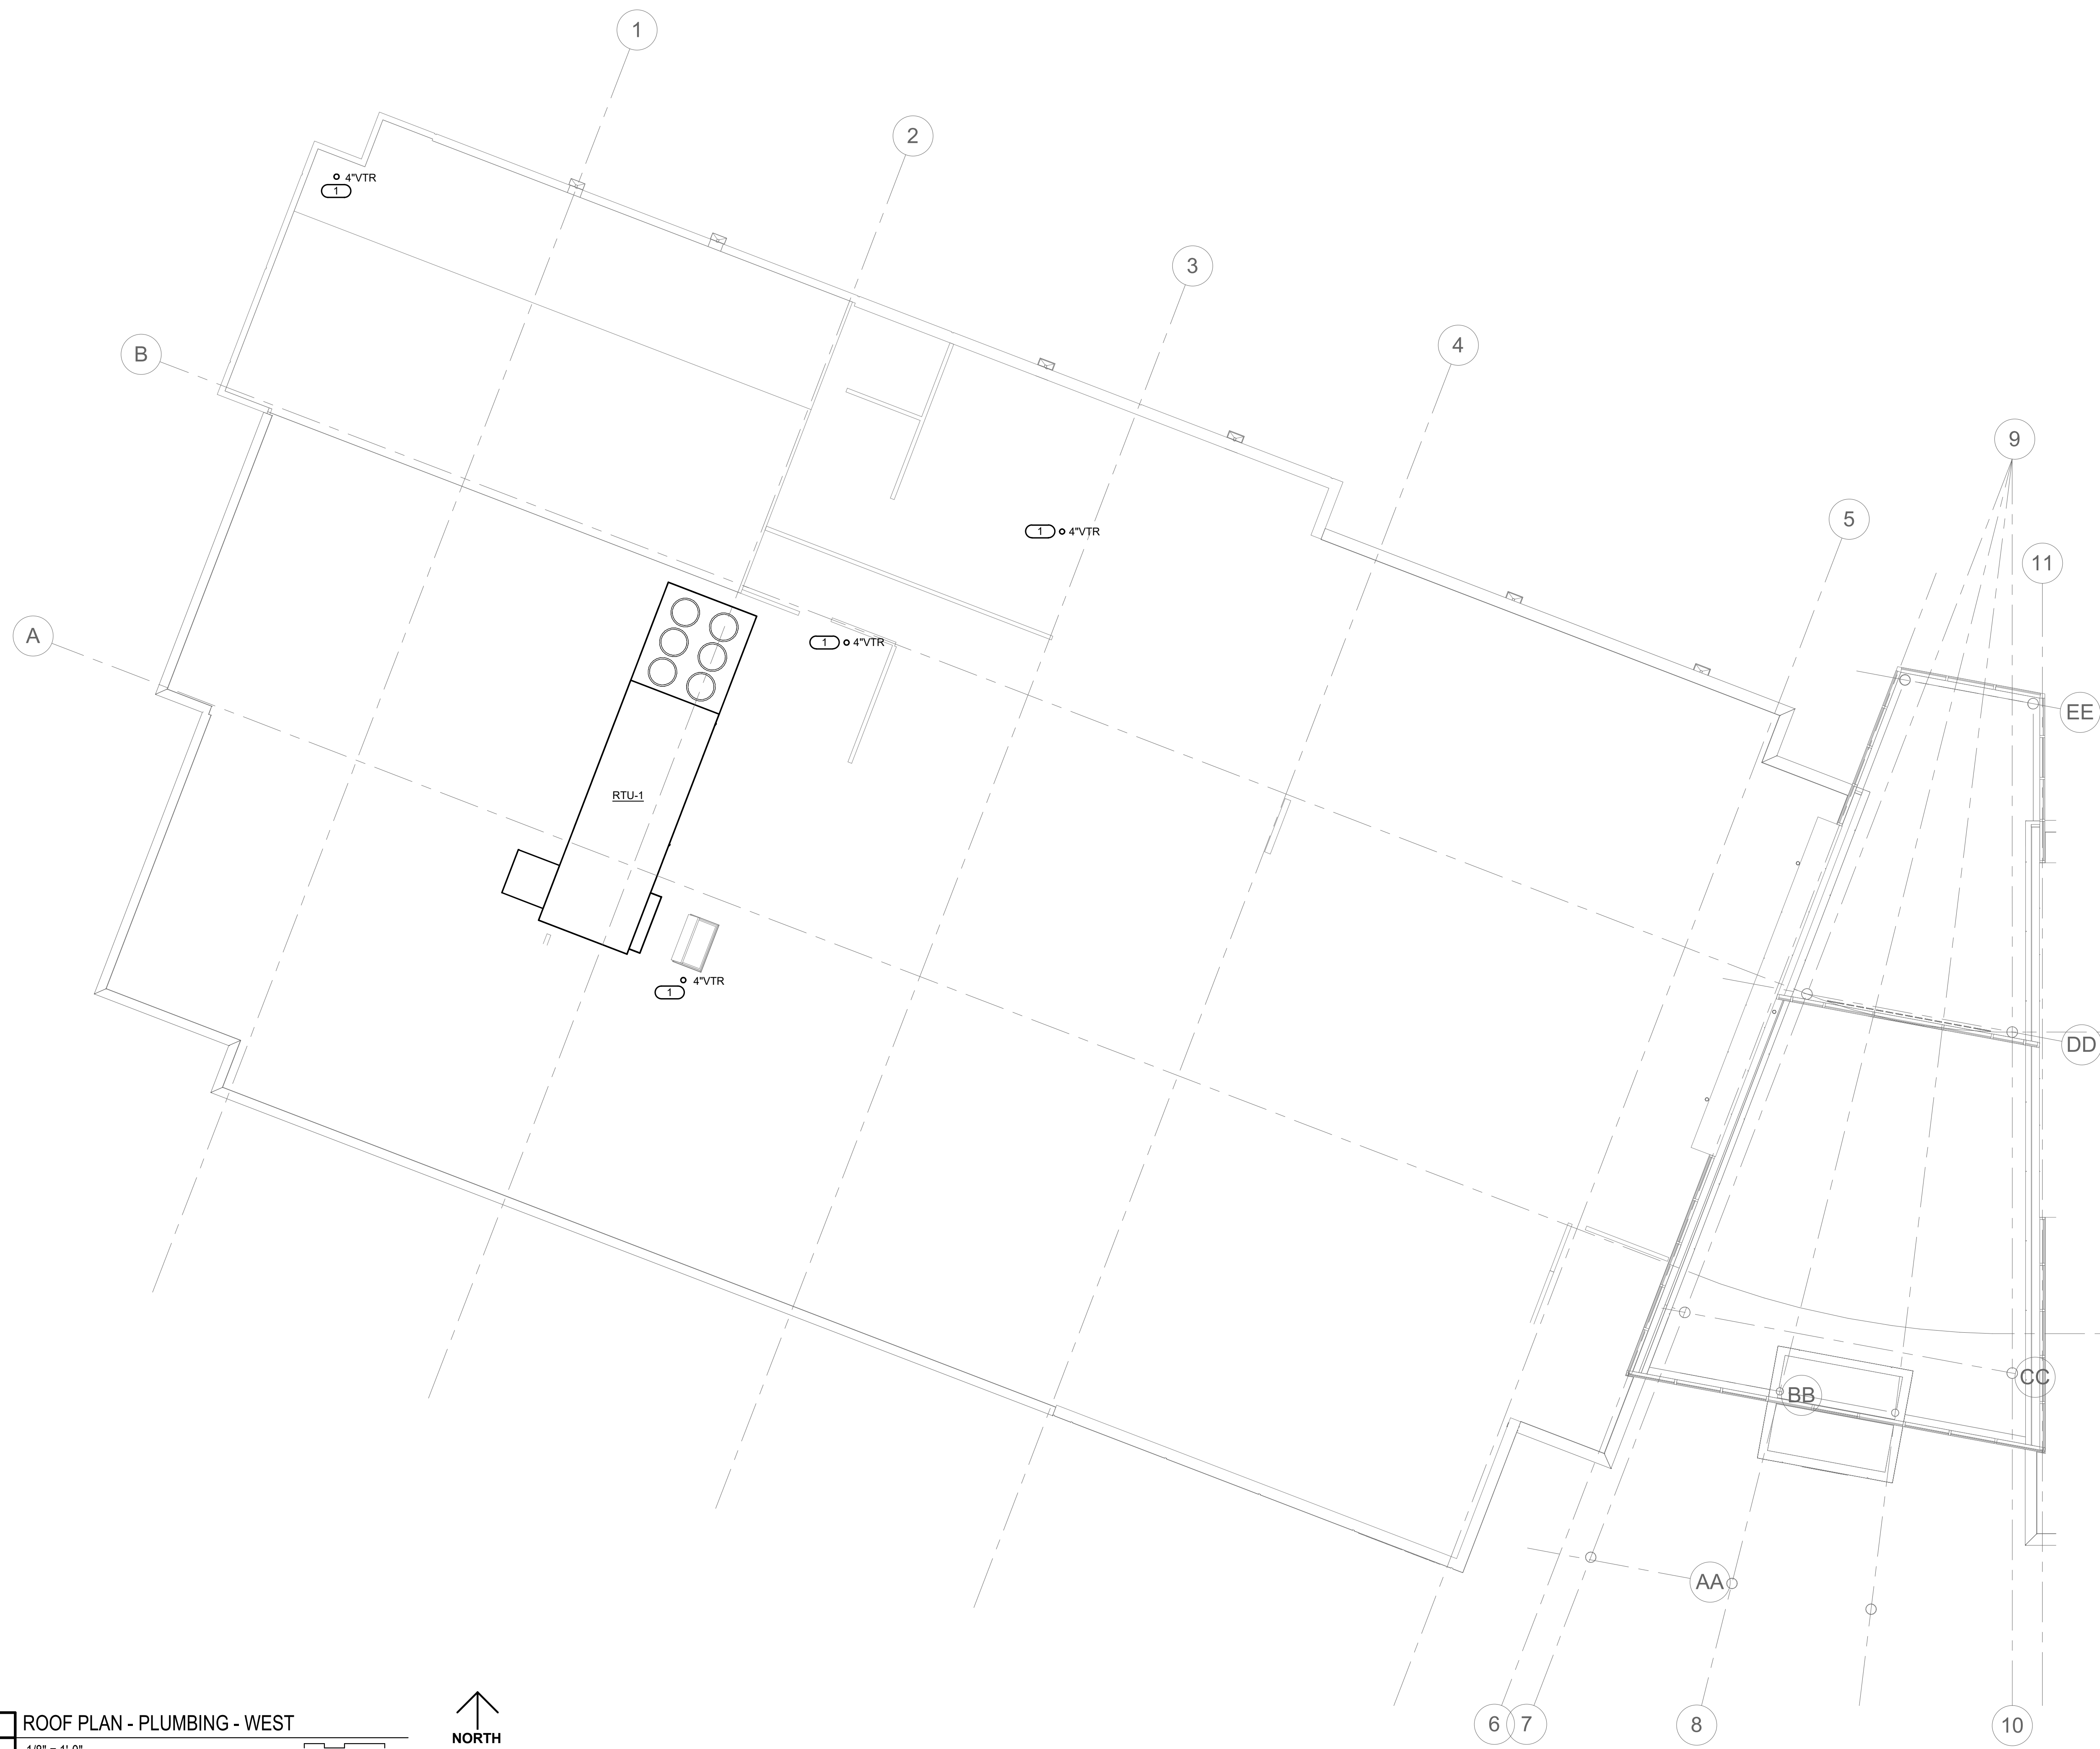 1
2
4"VTR
1
3
B
4
9
5
1 4"VTR
11
A
1 4"VTR
EE
RTU-1
4"VTR
1
DD
CC
BB
AA
ROOF PLAN - PLUMBING - WEST
NORTH
6
7
8
10